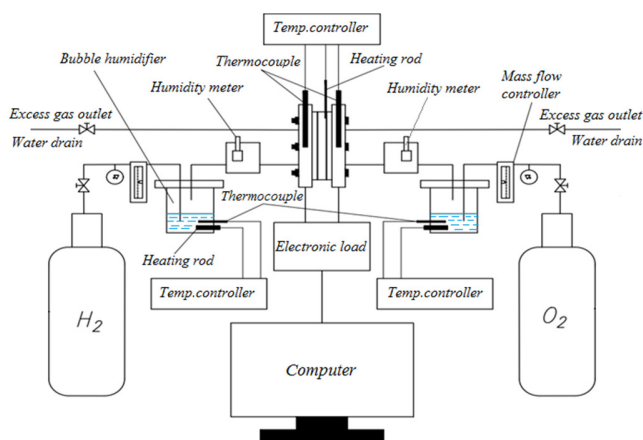 Temp.controller
Bubble humidifier
Thermocouple
Heating rod
Humidity meter
Humidity meter
Mass flow
controller
Excess gas outlet
Water drain
Excess gas outlet
Water drain
Thermocouple
Heating rod
Electronic load
Temp.controller
Temp.controller
H2
O2
Computer